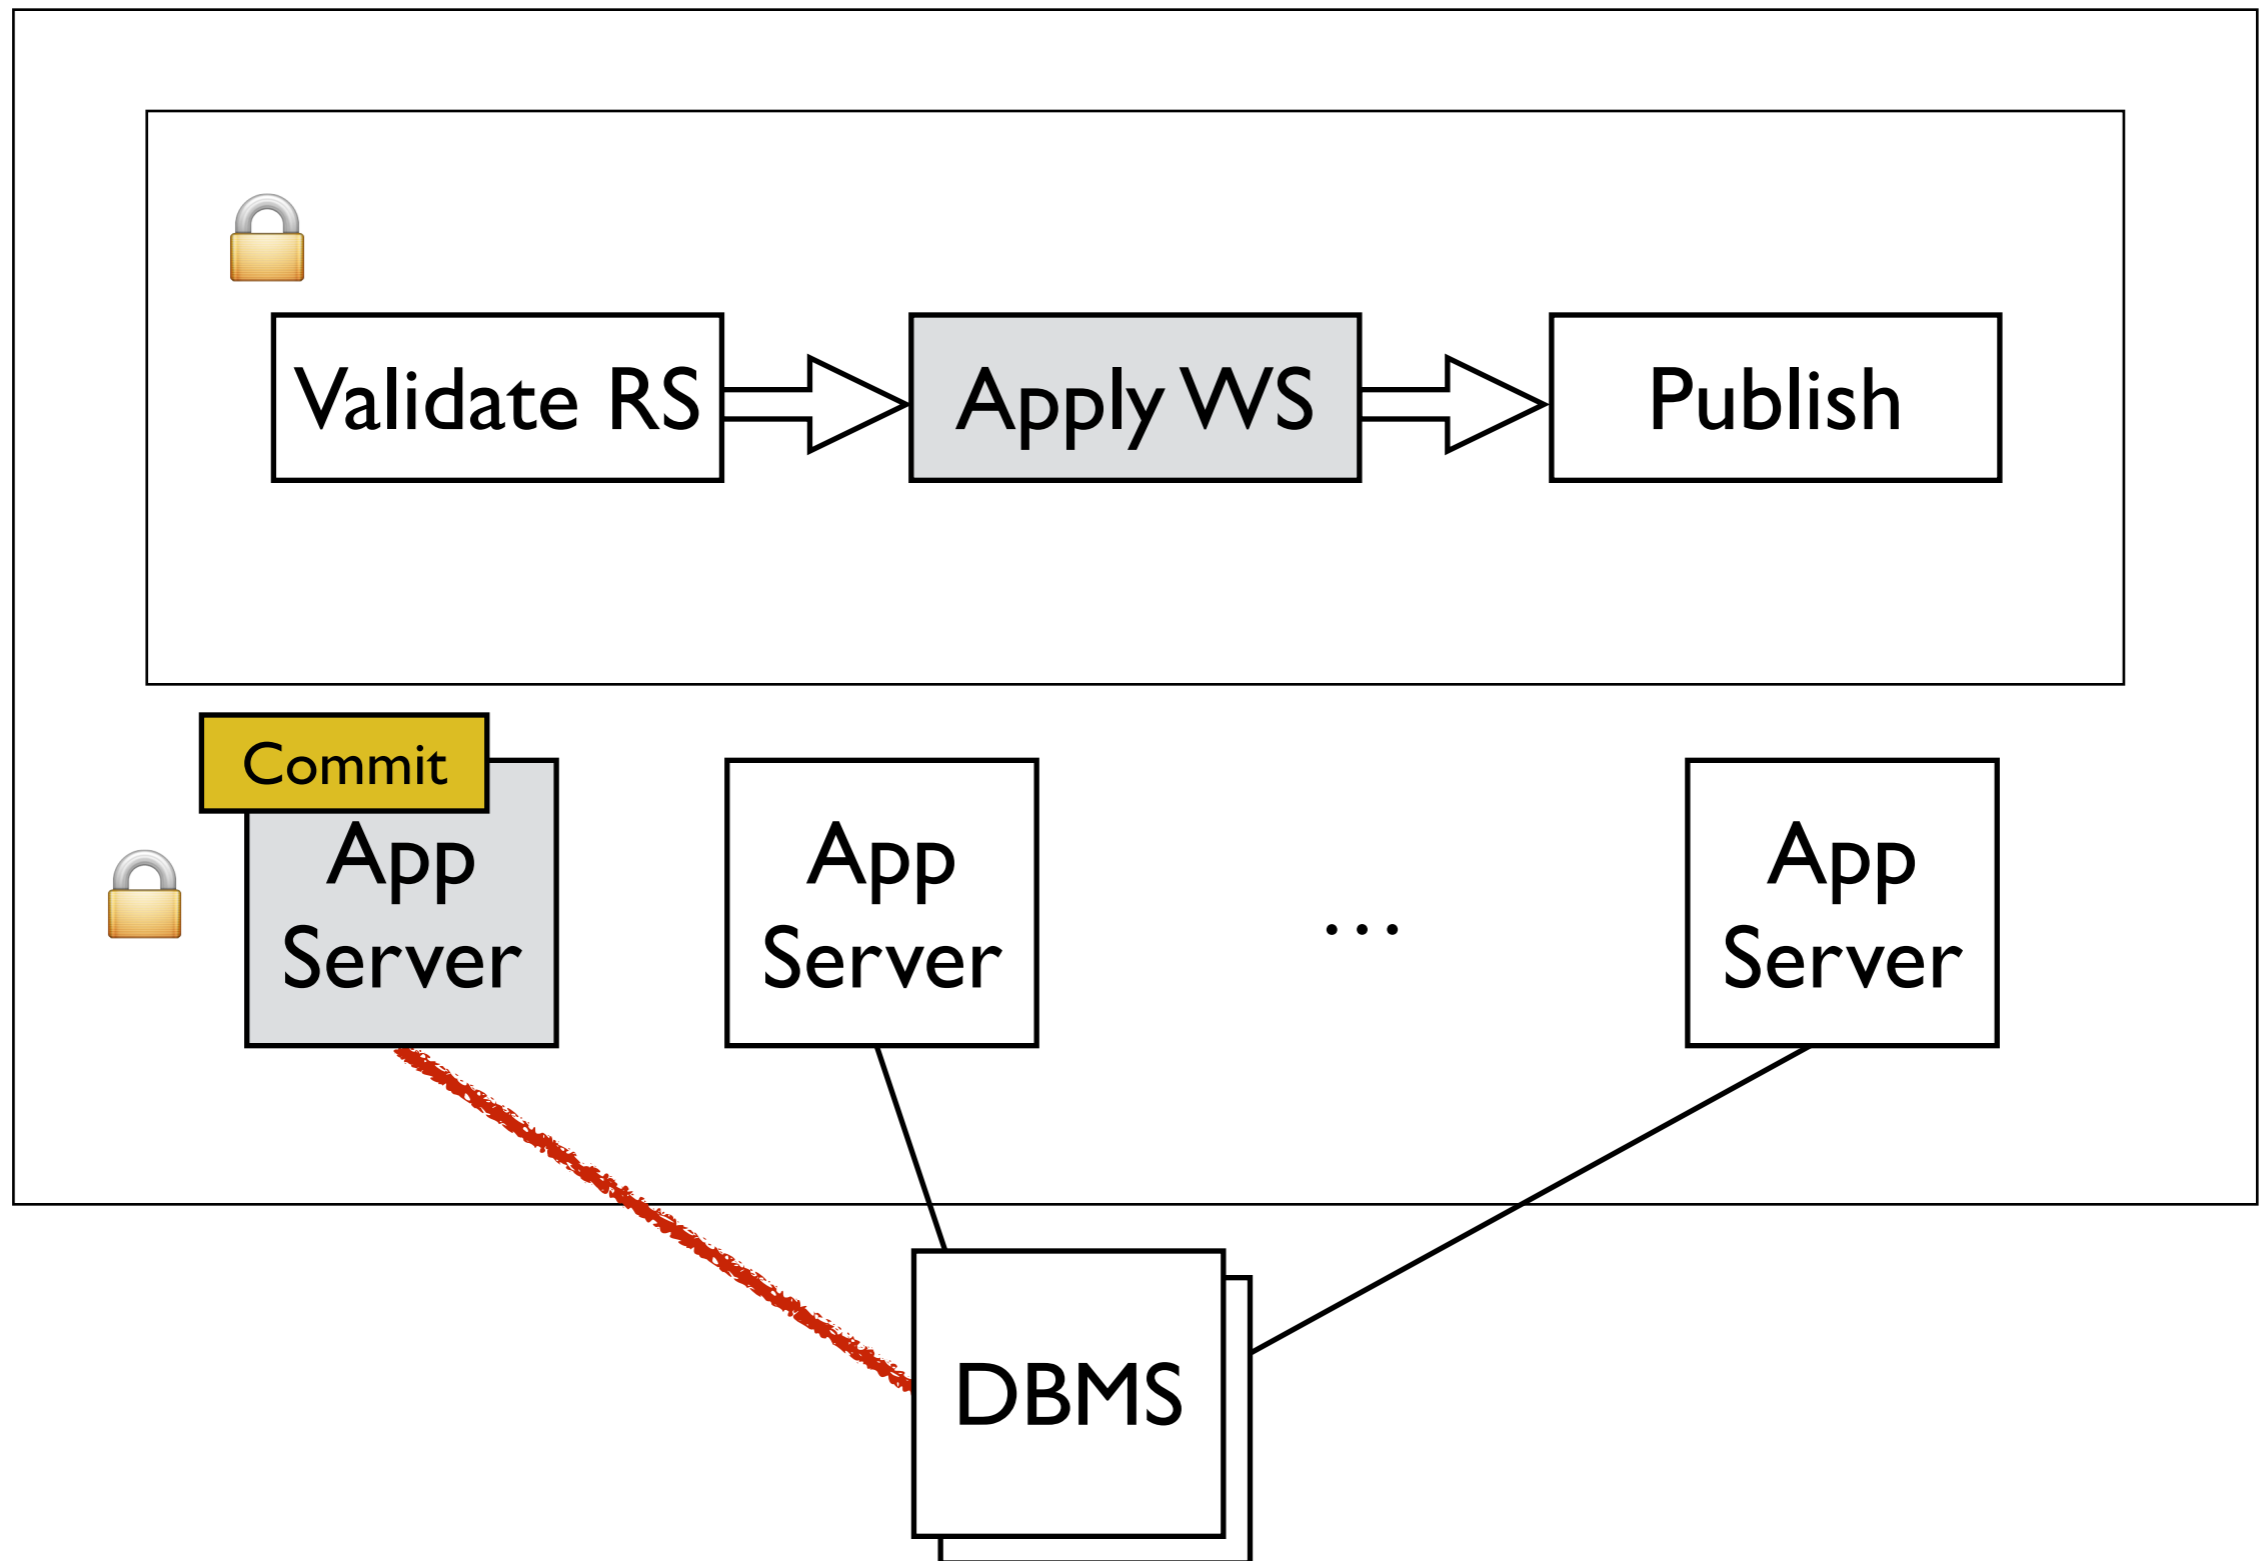 Validate RS
Apply WS
Publish
Commit
App
Server
App
Server
...
App
Server
DBMS